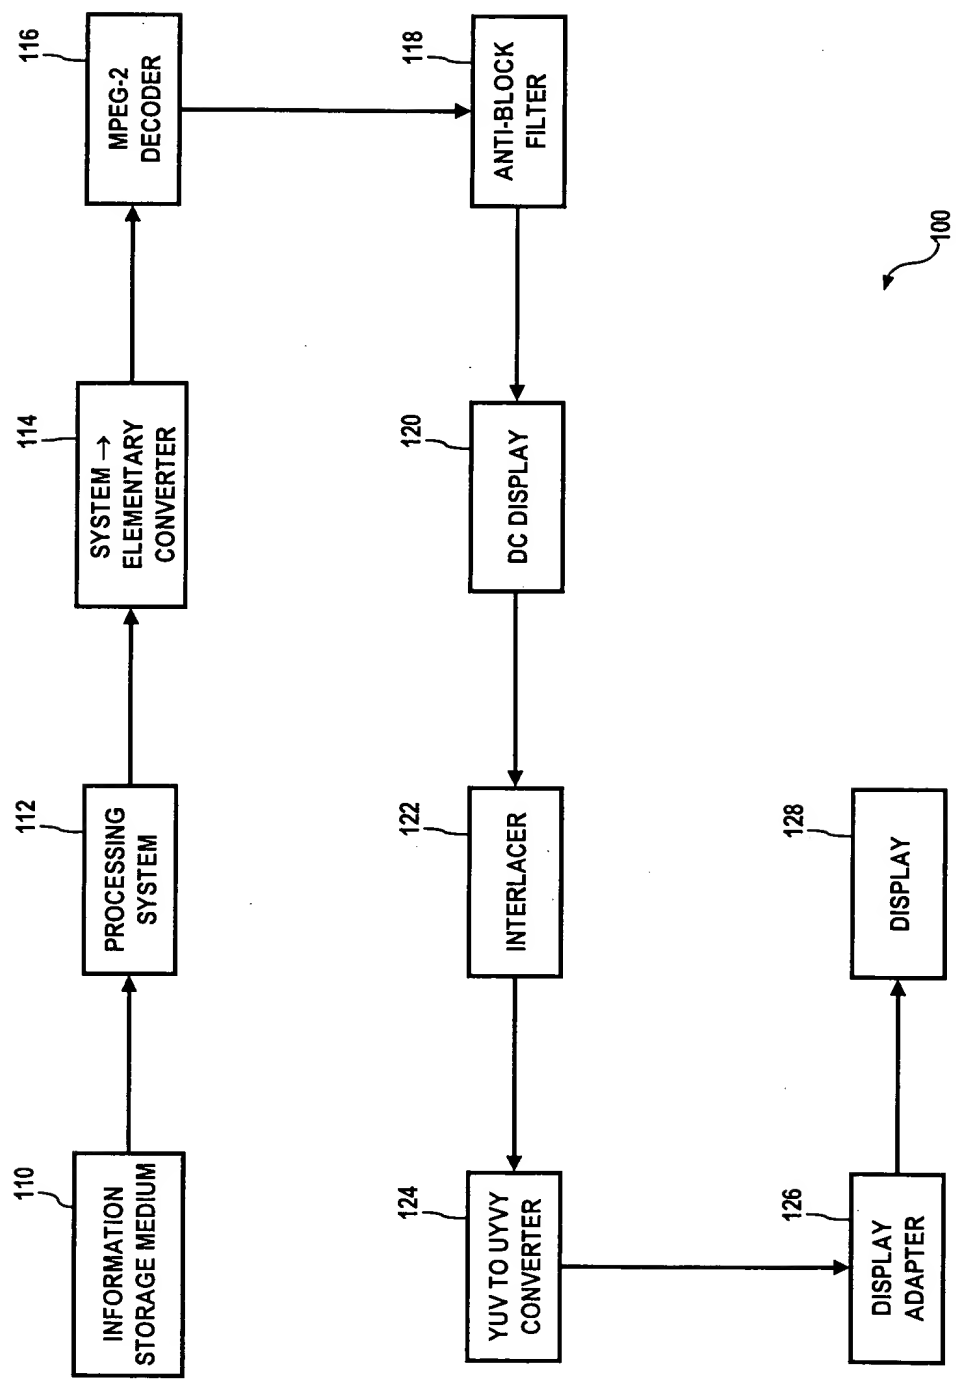 110
INFORMATION
STORAGE MEDIUM
112
PROCESSING
SYSTEM
114
SYSTEM →
ELEMENTARY
CONVERTER
116
MPEG-2
DECODER
118
ANTI-BLOCK
FILTER
120
DC DISPLAY
122
INTERLACER
124
YUV TO UYVY
CONVERTER
126
DISPLAY
ADAPTER
128
DISPLAY
100